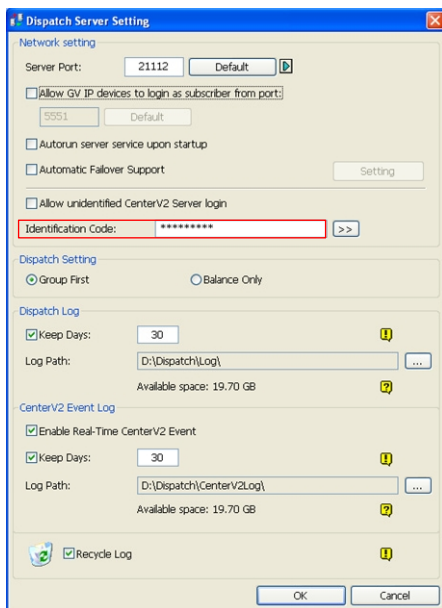 Dispatch Server Setting
Network setting
Server Port: 21112 Default
Allow GV IP devices to login as subscriber from port:
5551 Default
Autorun server service upon startup
Automatic Failover Support Setting
Allow unidentified CenterV2 Server login
Identification Code: ********* >>
Dispatch Setting
Group First Balance Only
Dispatch Log
Keep Days: 30
Log Path: D:\Dispatch\Log\ ...
Available space: 19.70 GB
CenterV2 Event Log
Enable Real-Time CenterV2 Event
Keep Days: 30
Log Path: D:\Dispatch\CenterV2Log\ ...
Available space: 19.70 GB
Recycle Log
OK Cancel